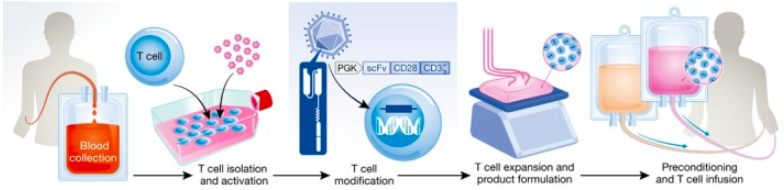 Blood
collection
T cell
T cell isolation
and activation
PGK scFv CD28 CD3ζ
T cell
modification
T cell expansion and
product formulation
Preconditioning
and T cell infusion